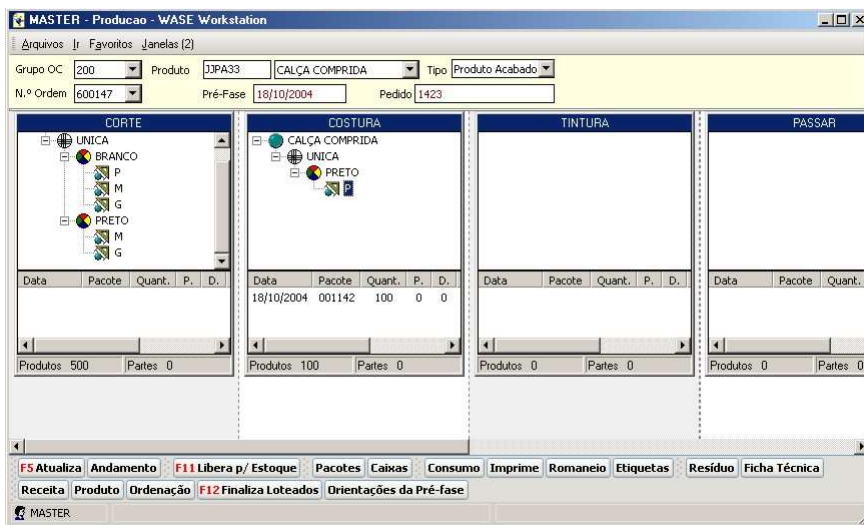 MASTER - Producao - WASE Workstation
Arquivos Ir Favoritos Janelas (2)
Grupo OC 200 Produto JJPA33 CALÇA COMPRIDA Tipo Produto Acabado
N.º Ordem 600147 Pré-Fase 18/10/2004 Pedido 1423
CORTE COSTURA TINTURA PASSAR
UNICA
BRANCO
P
M
G
PRETO
M
G
CALÇA COMPRIDA
UNICA
PRETO
P
Data Pacote Quant. P. D. Data Pacote Quant. P. D. Data Pacote Quant. P. D. Data Pacote Quant.
18/10/2004 001142 100 0 0
Produtos 500 Partes 0 Produtos 100 Partes 0 Produtos 0 Partes 0 Produtos 0 Partes 0
F5 Atualiza Andamento F11 Libera p/ Estoque Pacotes Caixas Consumo Imprime Romaneio Etiquetas Resíduo Ficha Técnica
Receita Produto Ordenação F12 Finaliza Loteados Orientações da Pré-fase
MASTER